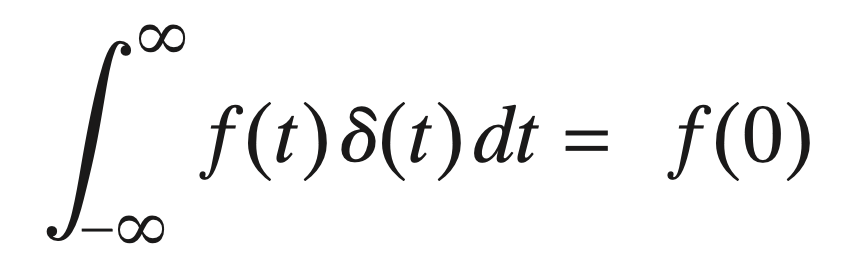 ∫_{-∞}^{∞} f(t) δ(t) dt = f(0)